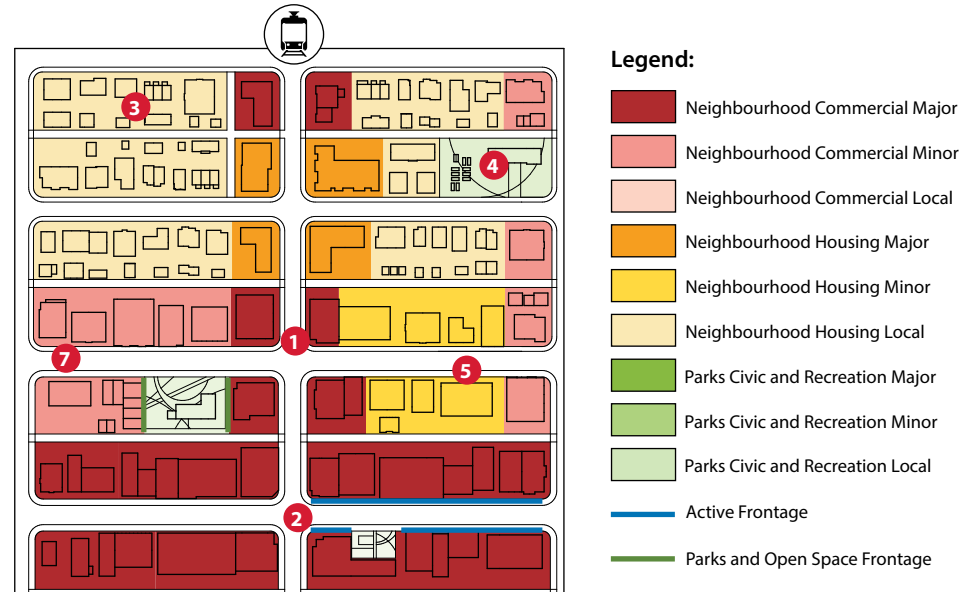 3
4
1
7
5
2
Legend:
Neighbourhood Commercial Major
Neighbourhood Commercial Minor
Neighbourhood Commercial Local
Neighbourhood Housing Major
Neighbourhood Housing Minor
Neighbourhood Housing Local
Parks Civic and Recreation Major
Parks Civic and Recreation Minor
Parks Civic and Recreation Local
Active Frontage
Parks and Open Space Frontage